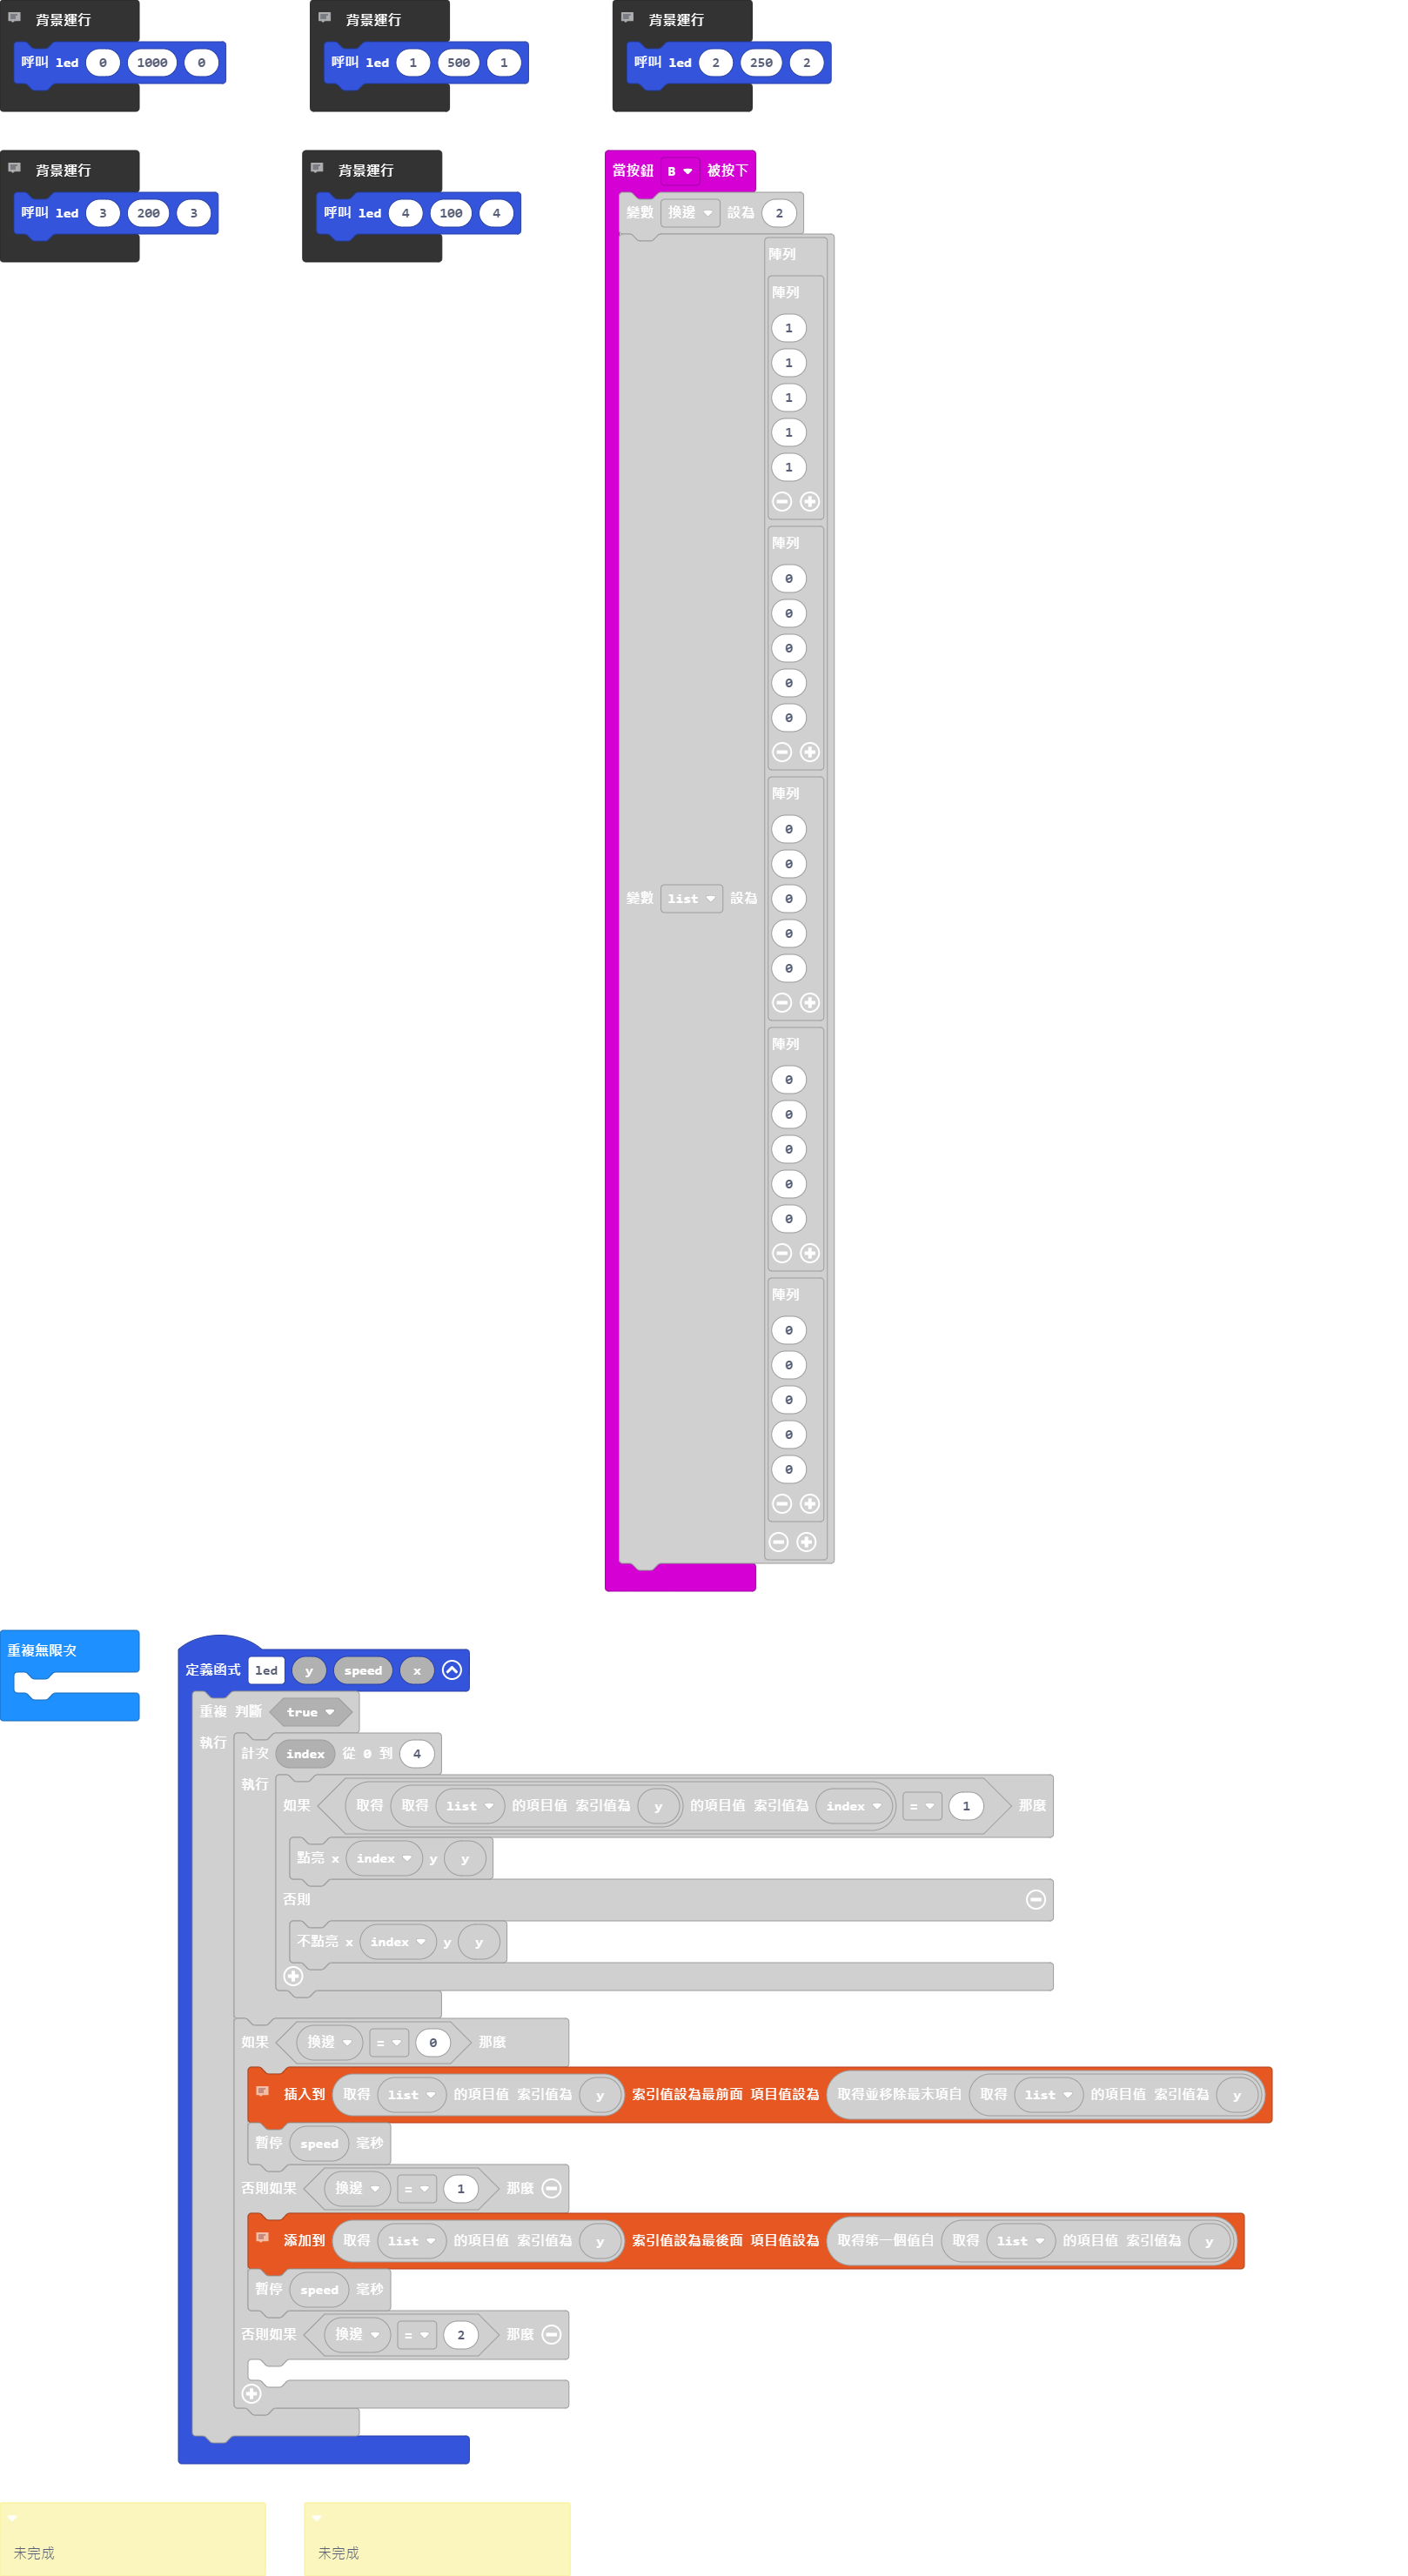 背景運行
呼叫 led 0 1000 0
背景運行
呼叫 led 1 500 1
背景運行
呼叫 led 2 250 2
背景運行
呼叫 led 3 200 3
背景運行
呼叫 led 4 100 4
當按鈕 B 被按下
變數 換邊 設為 2
變數 list 設為
陣列
陣列
1
1
1
1
1
陣列
0
0
0
0
0
陣列
0
0
0
0
0
陣列
0
0
0
0
0
陣列
0
0
0
0
0
重複無限次
定義函式 led y speed x
重複 判斷 true
執行
計次 index 從 0 到 4
執行
如果 取得 取得 list 的項目值 索引值為 y 的項目值 索引值為 index = 1 那麼
點亮 x index y y
否則
不點亮 x index y y
如果 換邊 = 0 那麼
插入到 取得 list 的項目值 索引值為 y 索引值設為最前面 項目值設為 取得並移除最末項自 取得 list 的項目值 索引值為 y
暫停 speed 毫秒
否則如果 換邊 = 1 那麼
添加到 取得 list 的項目值 索引值為 y 索引值設為最後面 項目值設為 取得第一個值自 取得 list 的項目值 索引值為 y
暫停 speed 毫秒
否則如果 換邊 = 2 那麼
未完成
未完成